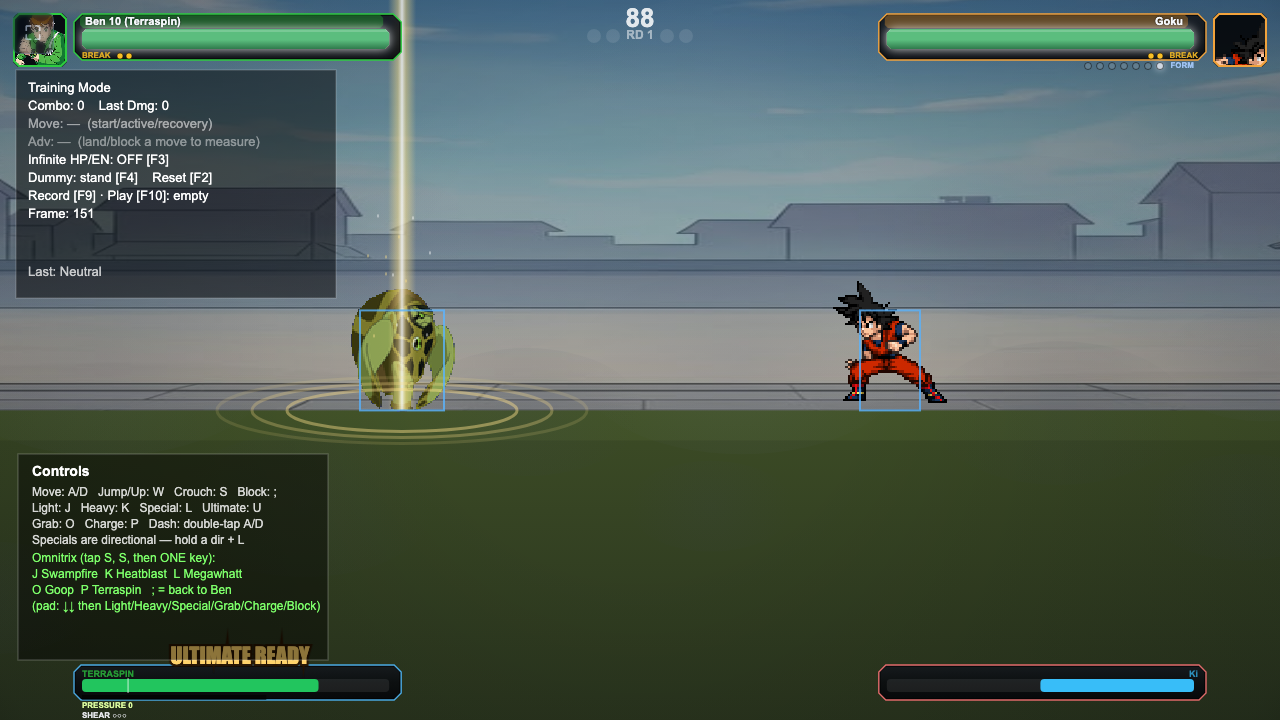 Ben 10 (Terraspin)
BREAK
88
RD 1
Goku
BREAK
FORM
Training Mode
Combo: 0 Last Dmg: 0
Move: — (start/active/recovery)
Adv: — (land/block a move to measure)
Infinite HP/EN: OFF [F3]
Dummy: stand [F4] Reset [F2]
Record [F9] · Play [F10]: empty
Frame: 151
Last: Neutral
Controls
Move: A/D Jump/Up: W Crouch: S Block: ;
Light: J Heavy: K Special: L Ultimate: U
Grab: O Charge: P Dash: double-tap A/D
Specials are directional — hold a dir + L
Omnitrix (tap S, S, then ONE key):
J Swampfire K Heatblast L Megawhatt
O Goop P Terraspin ; = back to Ben
(pad: ↓↓ then Light/Heavy/Special/Grab/Charge/Block)
ULTIMATE READY
TERRASPIN
PRESSURE 0
SHEAR ○○○
Ki